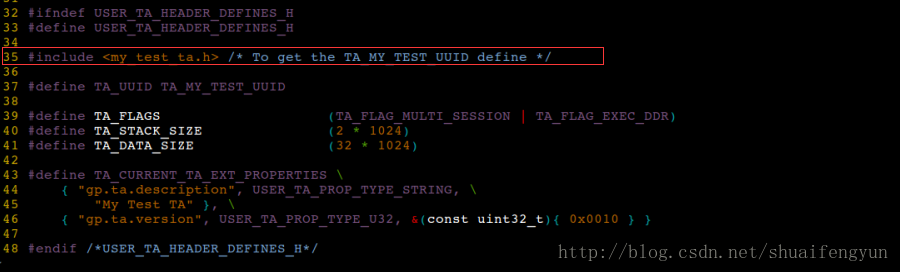 32 #ifndef USER_TA_HEADER_DEFINES_H
33 #define USER_TA_HEADER_DEFINES_H
34
35 #include <my_test_ta.h> /* To get the TA_MY_TEST_UUID define */
36
37 #define TA_UUID TA_MY_TEST_UUID
38
39 #define TA_FLAGS (TA_FLAG_MULTI_SESSION | TA_FLAG_EXEC_DDR)
40 #define TA_STACK_SIZE (2 * 1024)
41 #define TA_DATA_SIZE (32 * 1024)
42
43 #define TA_CURRENT_TA_EXT_PROPERTIES \
44 { "gp.ta.description", USER_TA_PROP_TYPE_STRING, \
45 "My Test TA" }, \
46 { "gp.ta.version", USER_TA_PROP_TYPE_U32, &(const uint32_t){ 0x0010 } }
47
48 #endif /*USER_TA_HEADER_DEFINES_H*/
http://blog.csdn.net/shuaifengyun